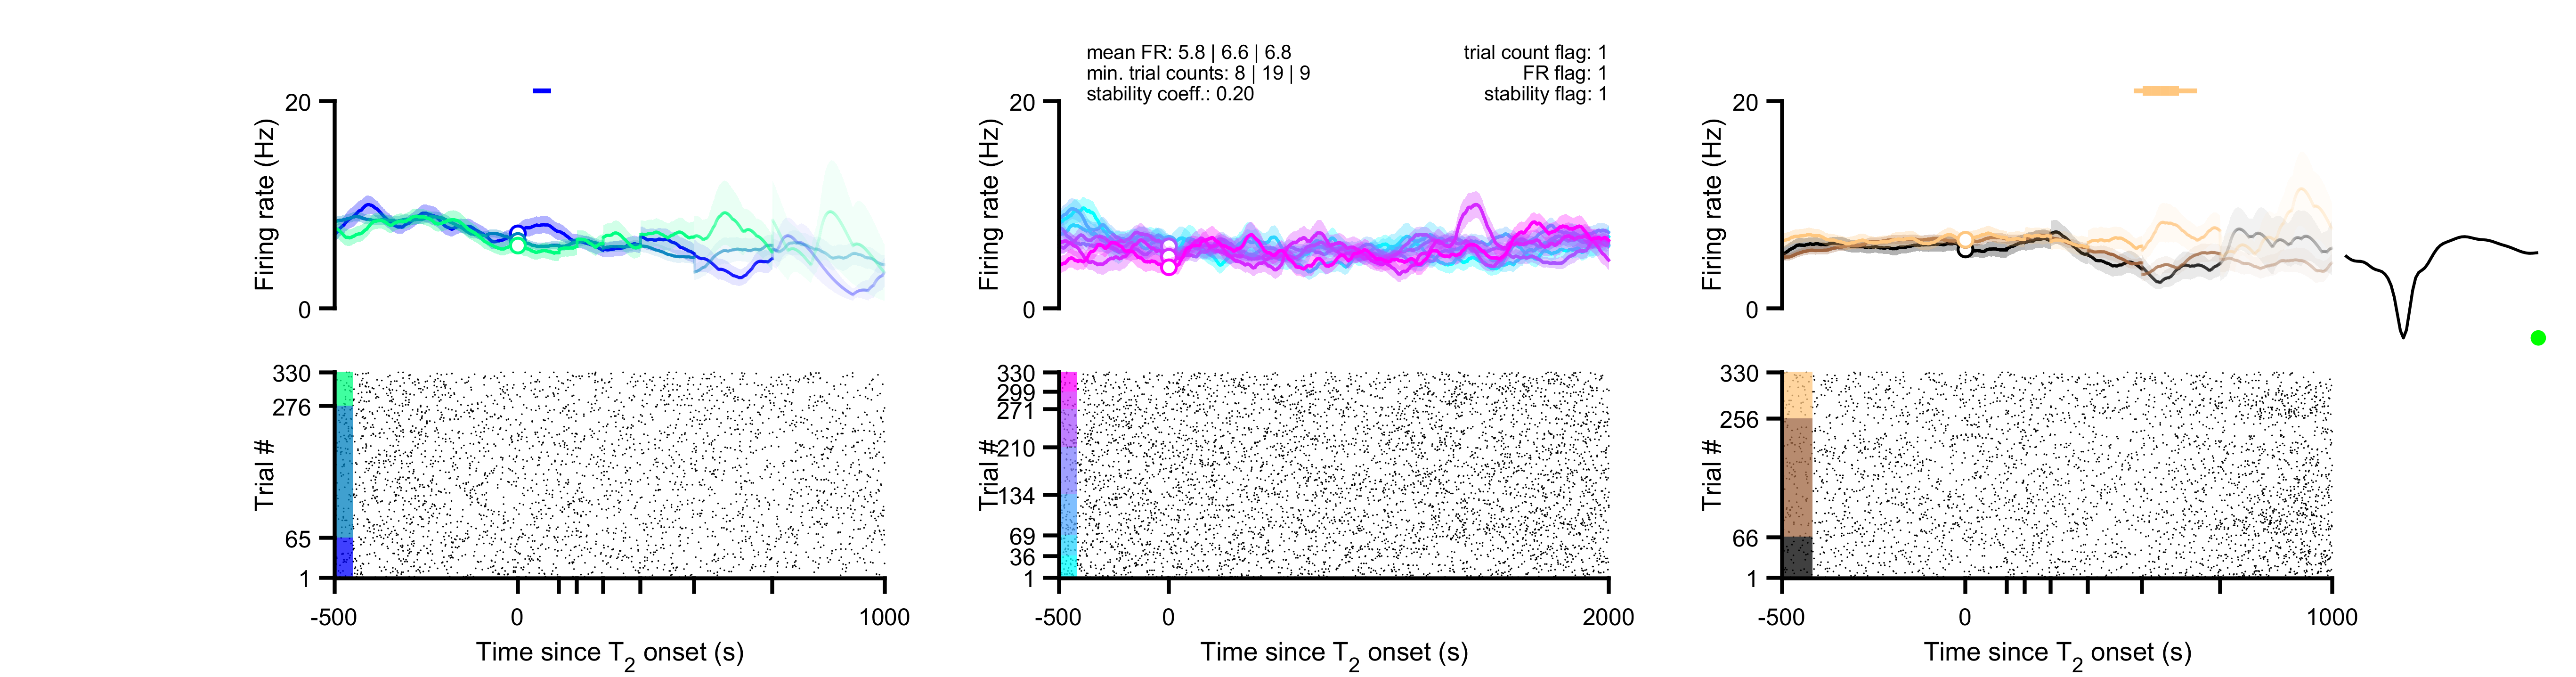 mean FR: 5.8 | 6.6 | 6.8
min. trial counts: 8 | 19 | 9
stability coeff.: 0.20
trial count flag: 1
FR flag: 1
stability flag: 1
20
0
Firing rate (Hz)
20
0
Firing rate (Hz)
20
0
Firing rate (Hz)
330
276
65
1
Trial #
-500
0
1000
Time since T2 onset (s)
330
299
271
210
134
69
36
1
Trial #
-500
0
2000
Time since T2 onset (s)
330
256
66
1
Trial #
-500
0
1000
Time since T2 onset (s)